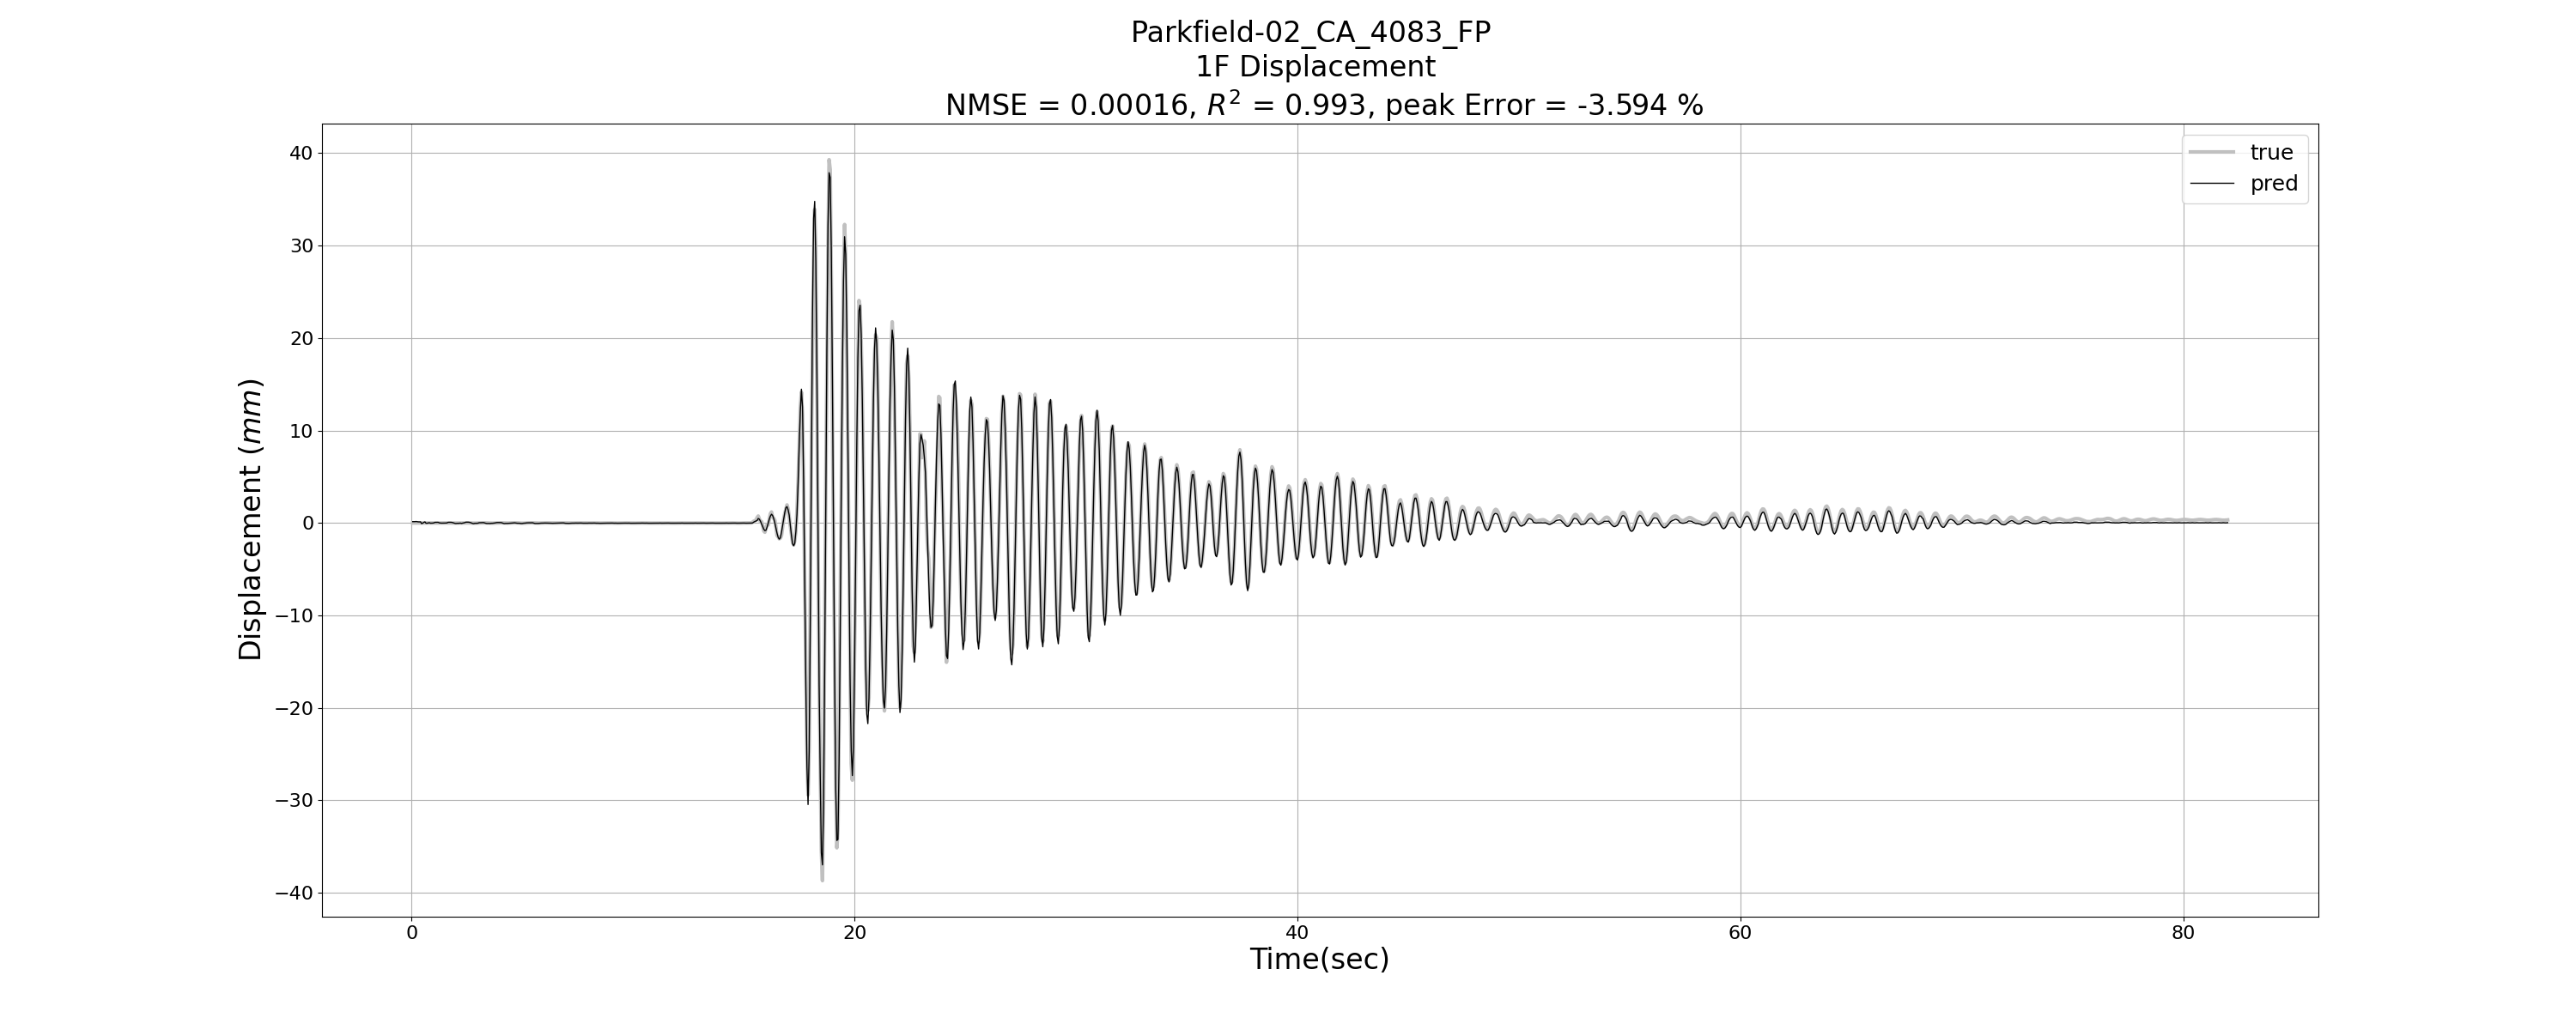 Parkfield-02_CA_4083_FP
1F Displacement
NMSE = 0.00016, R² = 0.993, peak Error = -3.594 %
true
pred
40
30
20
10
0
−10
−20
−30
−40
Displacement (mm)
0 20 40 60 80
Time(sec)